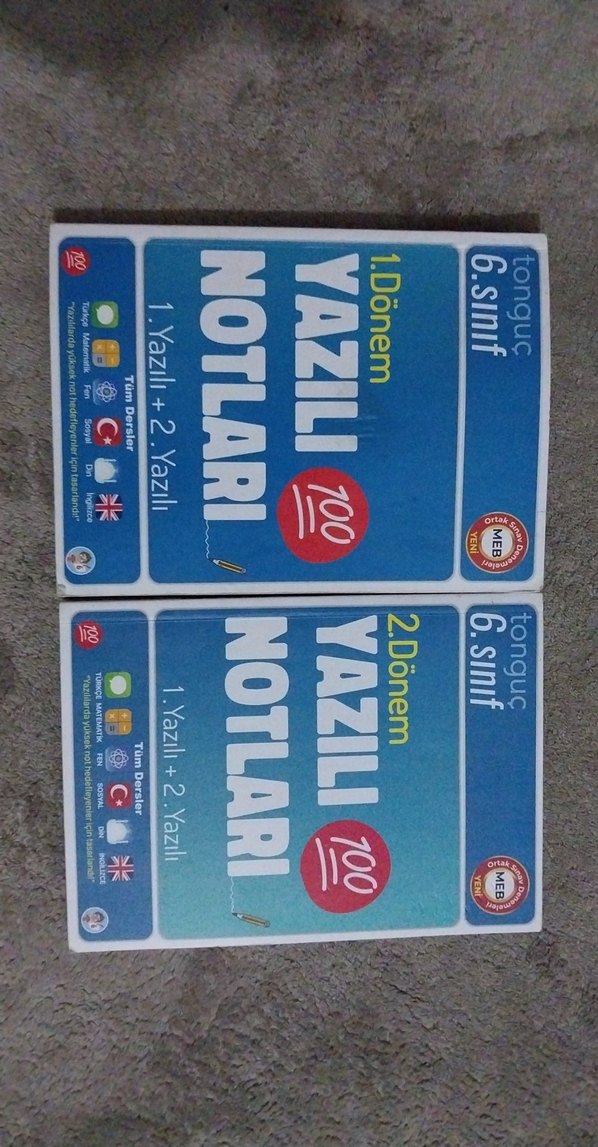 tonguç
6.sınıf
Ortak Sınav Denemeleri
MEB
YENİ
1.Dönem
YAZILI
100
NOTLARI
1.Yazılı + 2.Yazılı
Tüm Dersler
Türkçe Matematik Fen Sosyal Din İngilizce
"Yazılılarda yüksek not hedefleyenler için tasarlandı!"
100
tonguç
6.sınıf
Ortak Sınav Denemeleri
MEB
YENİ
2.Dönem
YAZILI
100
NOTLARI
1.Yazılı + 2.Yazılı
Tüm Dersler
TÜRKÇE MATEMATİK FEN SOSYAL DİN İNGİLİZCE
"Yazılılarda yüksek not hedefleyenler için tasarlandı!"
100